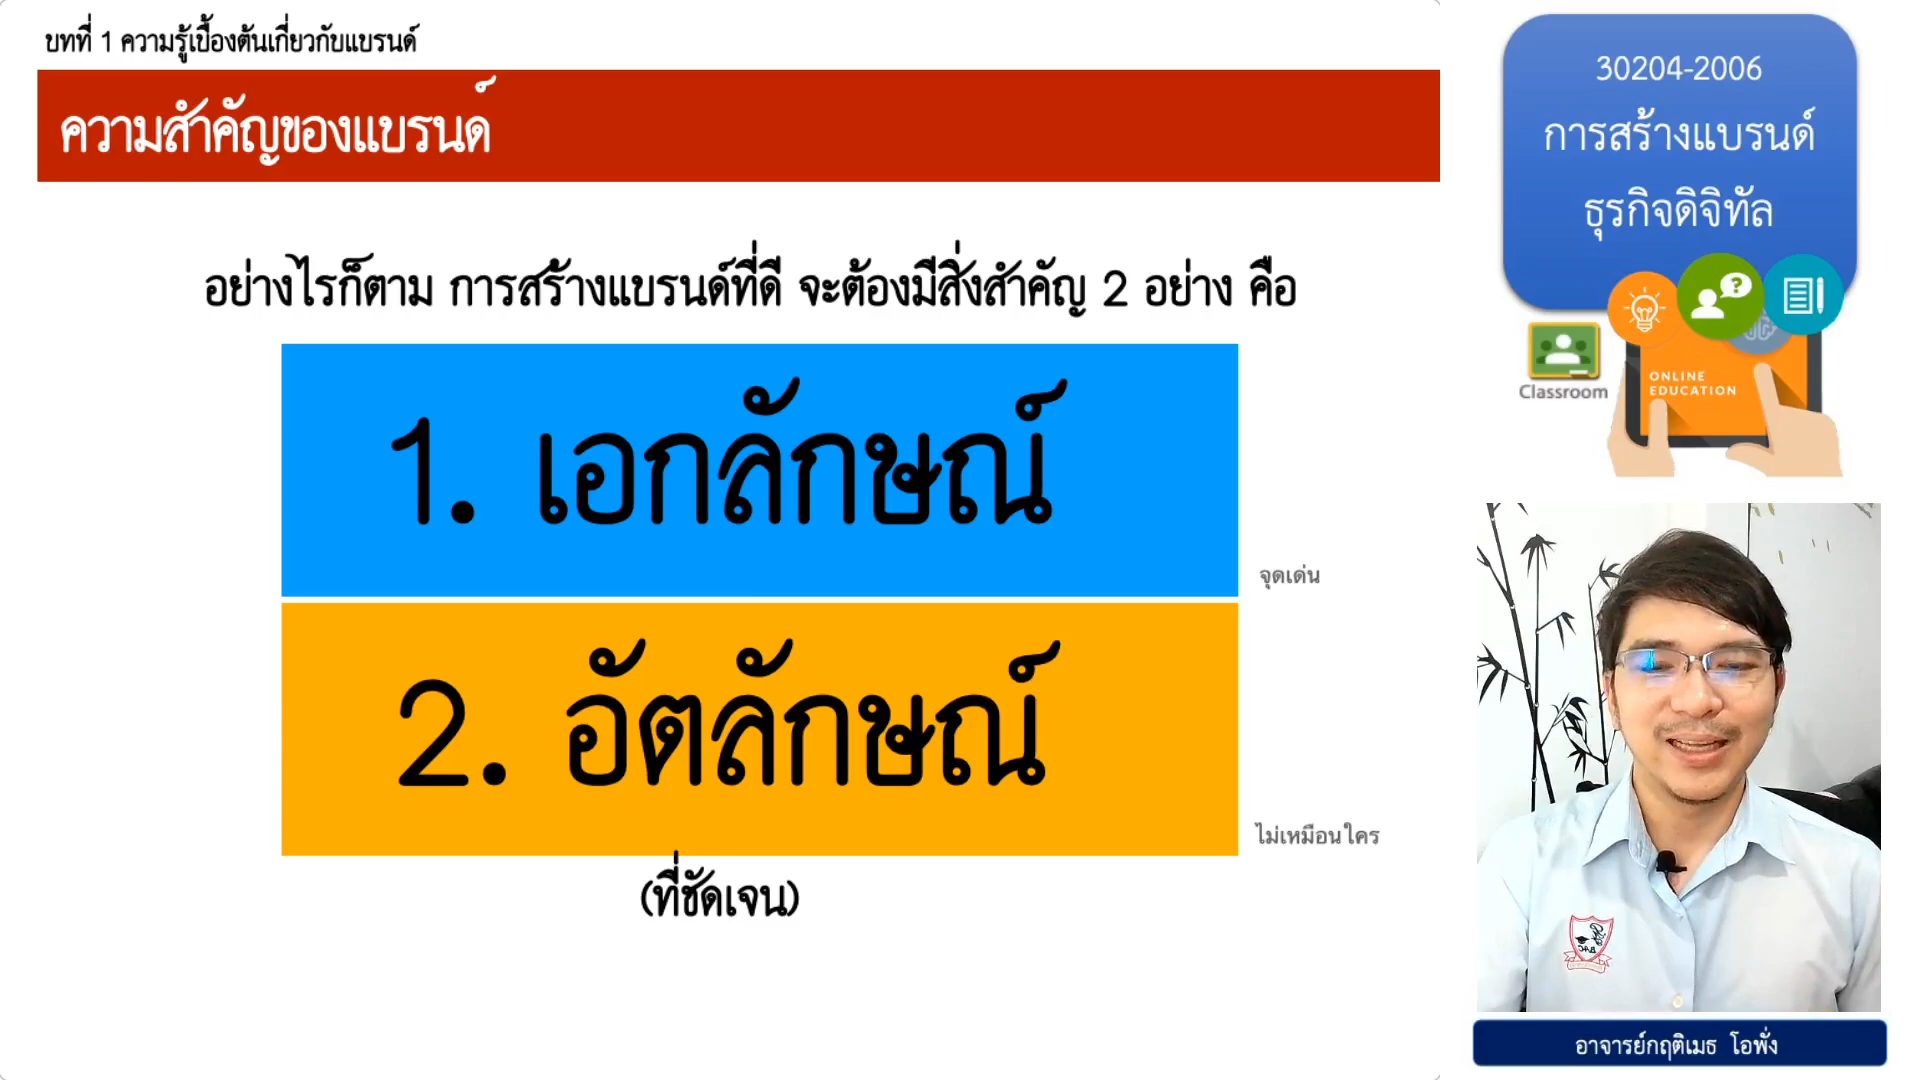 บทที่ 1 ความรู้เบื้องต้นเกี่ยวกับแบรนด์
ความสำคัญของแบรนด์
อย่างไรก็ตาม การสร้างแบรนด์ที่ดี จะต้องมีสิ่งสำคัญ 2 อย่าง คือ
1. เอกลักษณ์
จุดเด่น
2. อัตลักษณ์
ไม่เหมือนใคร
(ที่ชัดเจน)
30204-2006
การสร้างแบรนด์
ธุรกิจดิจิทัล
Classroom
ONLINE
EDUCATION
อาจารย์กฤติเมธ โอพั่ง